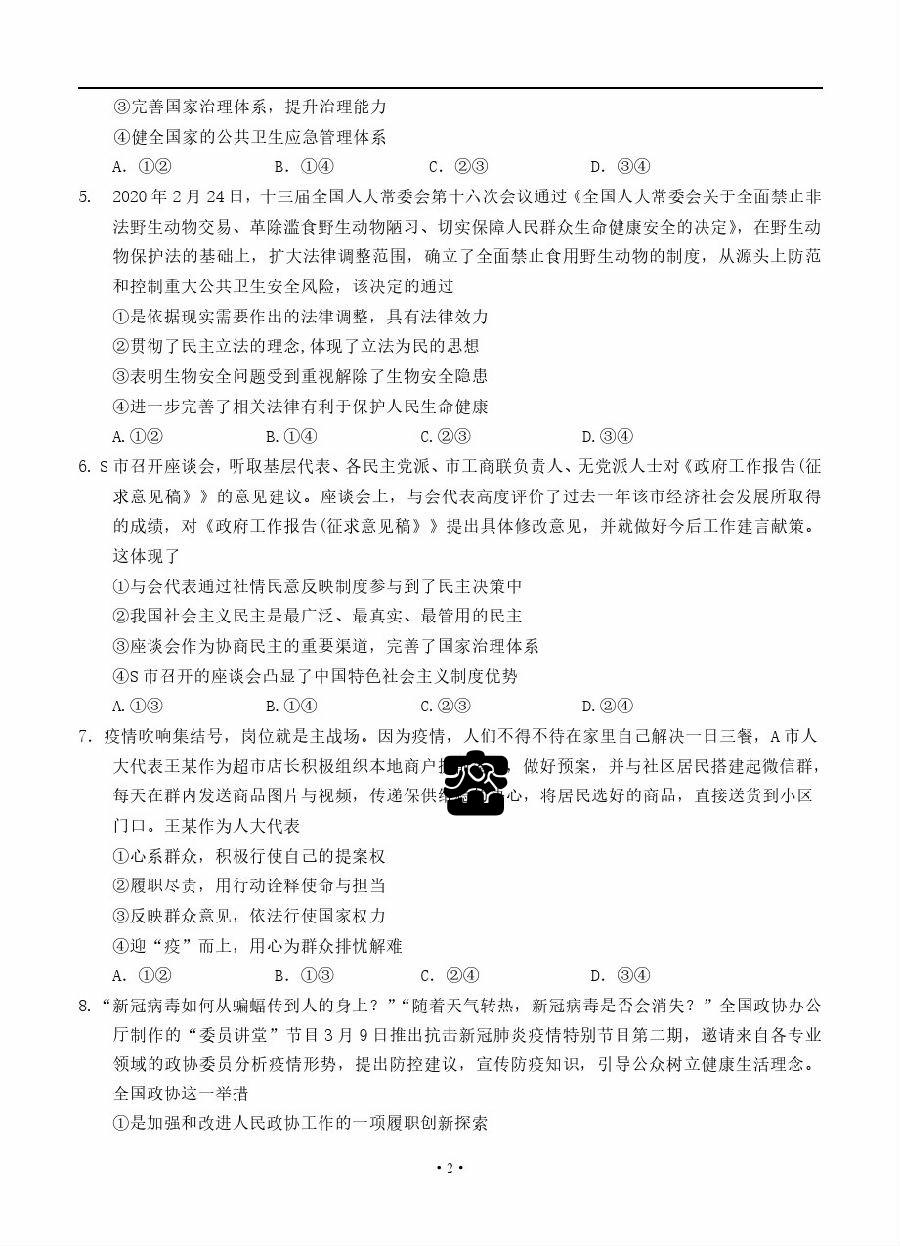 ③完善国家治理体系，提升治理能力
④健全国家的公共卫生应急管理体系
A．①② B．①④ C．②③ D．③④
5． 2020 年 2 月 24 日，十三届全国人大常委会第十六次会议通过《全国人大常委会关于全面禁止非
法野生动物交易、革除滥食野生动物陋习、切实保障人民群众生命健康安全的决定》，在野生动
物保护法的基础上，扩大法律调整范围，确立了全面禁止食用野生动物的制度，从源头上防范
和控制重大公共卫生安全风险，该决定的通过
①是依据现实需要作出的法律调整，具有法律效力
②贯彻了民主立法的理念,体现了立法为民的思想
③表明生物安全问题受到重视解除了生物安全隐患
④进一步完善了相关法律有利于保护人民生命健康
A.①② B.①④ C.②③ D.③④
6. S 市召开座谈会，听取基层代表、各民主党派、市工商联负责人、无党派人士对《政府工作报告(征
求意见稿》》的意见建议。座谈会上，与会代表高度评价了过去一年该市经济社会发展所取得
的成绩，对《政府工作报告(征求意见稿》》提出具体修改意见，并就做好今后工作建言献策。
这体现了
①与会代表通过社情民意反映制度参与到了民主决策中
②我国社会主义民主是最广泛、最真实、最管用的民主
③座谈会作为协商民主的重要渠道，完善了国家治理体系
④S 市召开的座谈会凸显了中国特色社会主义制度优势
A.①③ B.①④ C.②③ D.②④
7．疫情吹响集结号，岗位就是主战场。因为疫情，人们不得不待在家里自己解决一日三餐，A 市人
大代表王某作为超市店长积极组织本地商户 ，做好预案，并与社区居民搭建起微信群，
每天在群内发送商品图片与视频，传递保供 心，将居民选好的商品，直接送货到小区
门口。王某作为人大代表
①心系群众，积极行使自己的提案权
②履职尽责，用行动诠释使命与担当
③反映群众意见，依法行使国家权力
④迎“疫”而上，用心为群众排忧解难
A．①② B．①③ C．②④ D．③④
8.“新冠病毒如何从蝙蝠传到人的身上？”“随着天气转热，新冠病毒是否会消失？”全国政协办公
厅制作的“委员讲堂”节目 3 月 9 日推出抗击新冠肺炎疫情特别节目第二期，邀请来自各专业
领域的政协委员分析疫情形势，提出防控建议，宣传防疫知识，引导公众树立健康生活理念。
全国政协这一举措
①是加强和改进人民政协工作的一项履职创新探索
·2·